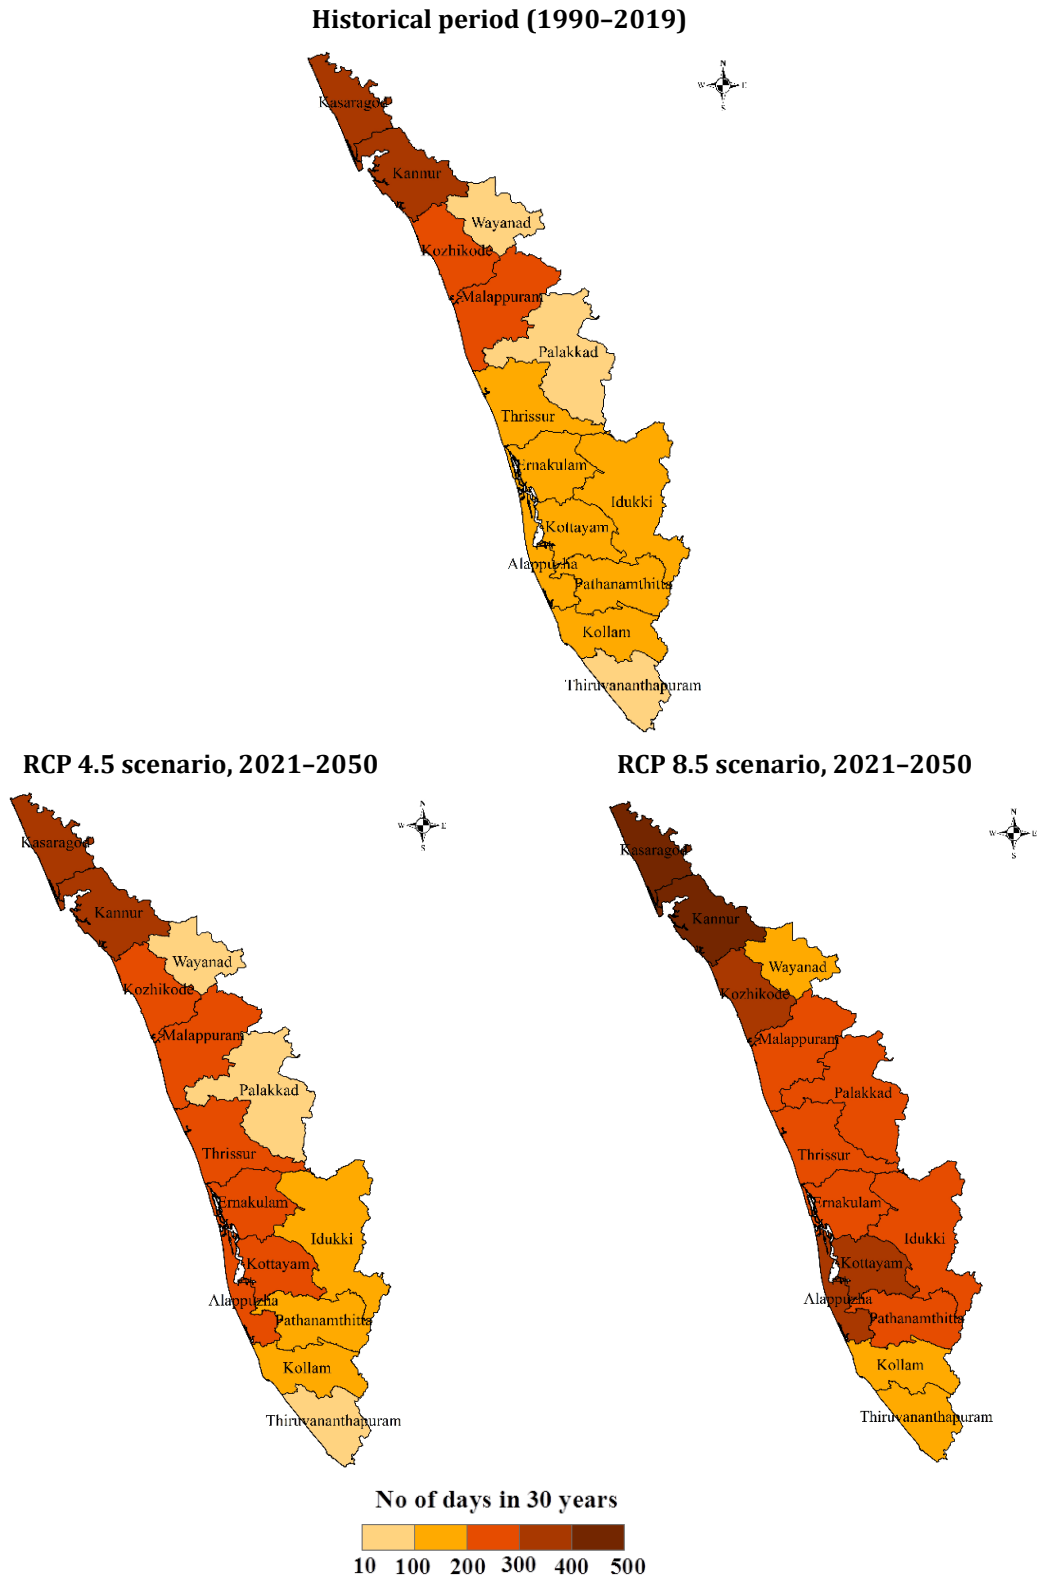 Historical period (1990–2019)
N
W E
S
Kasaragod
Kannur
Wayanad
Kozhikode
Malappuram
Palakkad
Thrissur
Ernakulam
Idukki
Kottayam
Alappuzha
Pathanamthitta
Kollam
Thiruvananthapuram
RCP 4.5 scenario, 2021–2050
N
W E
S
Kasaragod
Kannur
Wayanad
Kozhikode
Malappuram
Palakkad
Thrissur
Ernakulam
Idukki
Kottayam
Alappuzha
Pathanamthitta
Kollam
Thiruvananthapuram
RCP 8.5 scenario, 2021–2050
N
W E
S
Kasaragod
Kannur
Wayanad
Kozhikode
Malappuram
Palakkad
Thrissur
Ernakulam
Idukki
Kottayam
Alappuzha
Pathanamthitta
Kollam
Thiruvananthapuram
No of days in 30 years
10 100 200 300 400 500